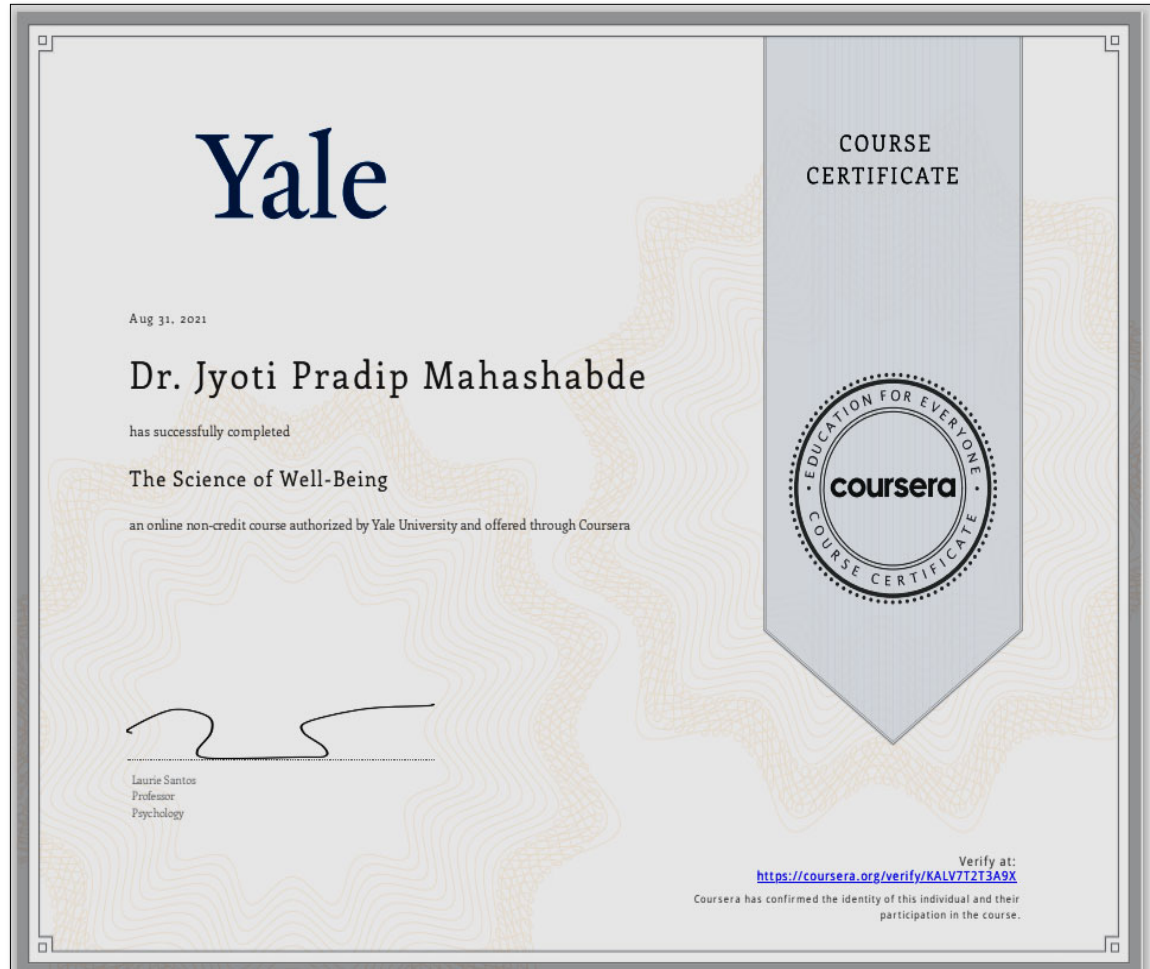 Yale
COURSE
CERTIFICATE
Aug 31, 2021
Dr. Jyoti Pradip Mahashabde
has successfully completed
The Science of Well-Being
an online non-credit course authorized by Yale University and offered through Coursera
EDUCATION FOR EVERYONE
coursera
COURSE CERTIFICATE
Laurie Santos
Professor
Psychology
Verify at:
https://coursera.org/verify/KALV7T2T3A9X
Coursera has confirmed the identity of this individual and their
participation in the course.